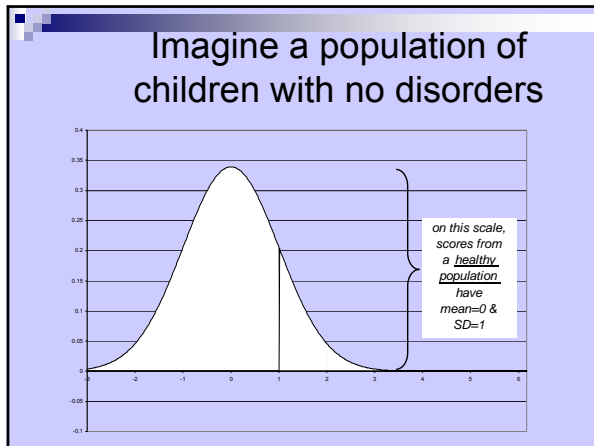 Imagine a population of
children with no disorders
0.4
0.35
0.3
0.25
0.2
0.15
0.1
0.05
0
-0.05
-0.1
-3 -2 -1 0 1 2 3 4 5 6
on this scale,
scores from
a healthy
population
have
mean=0 &
SD=1